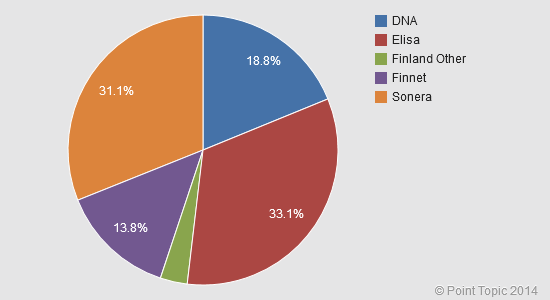 DNA
Elisa
Finland Other
Finnet
Sonera
18.8%
31.1%
33.1%
13.8%
© Point Topic 2014